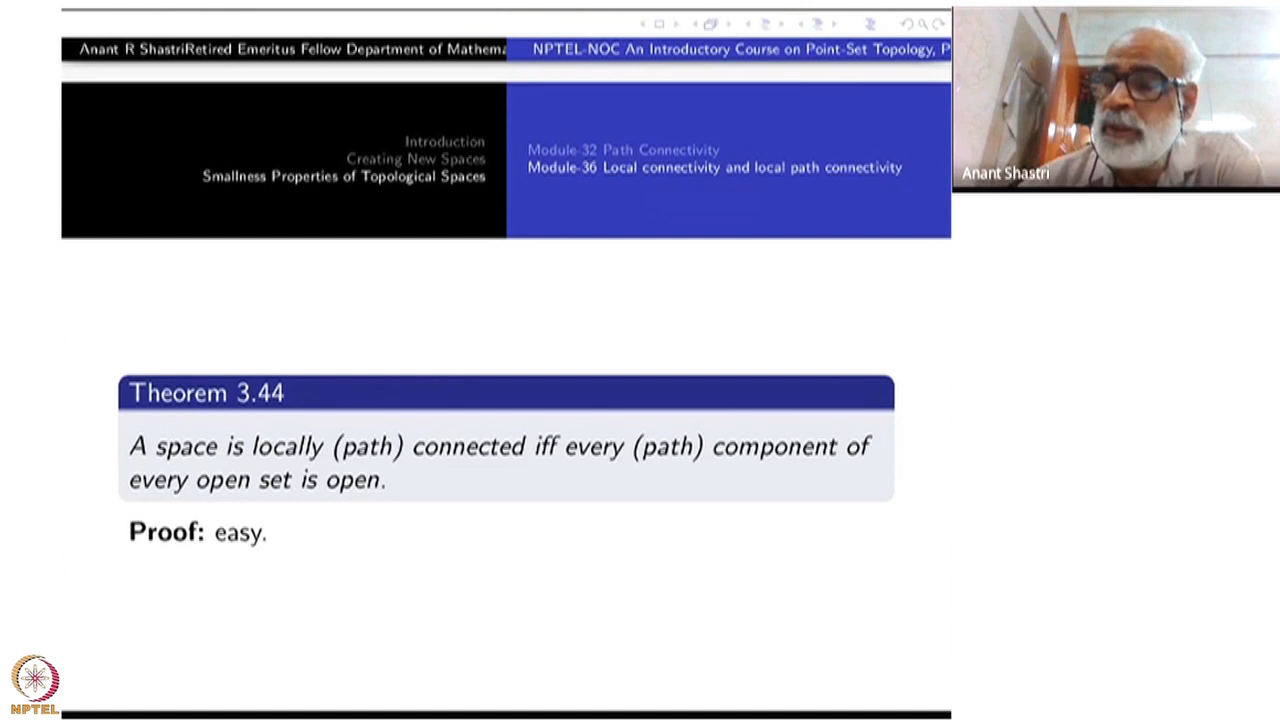 Anant R ShastriRetired Emeritus Fellow Department of Mathema
NPTEL-NOC An Introductory Course on Point-Set Topology, P
Introduction
Creating New Spaces
Smallness Properties of Topological Spaces
Module-32 Path Connectivity
Module-36 Local connectivity and local path connectivity
Anant Shastri
Theorem 3.44
A space is locally (path) connected iff every (path) component of
every open set is open.
Proof: easy.
NPTEL